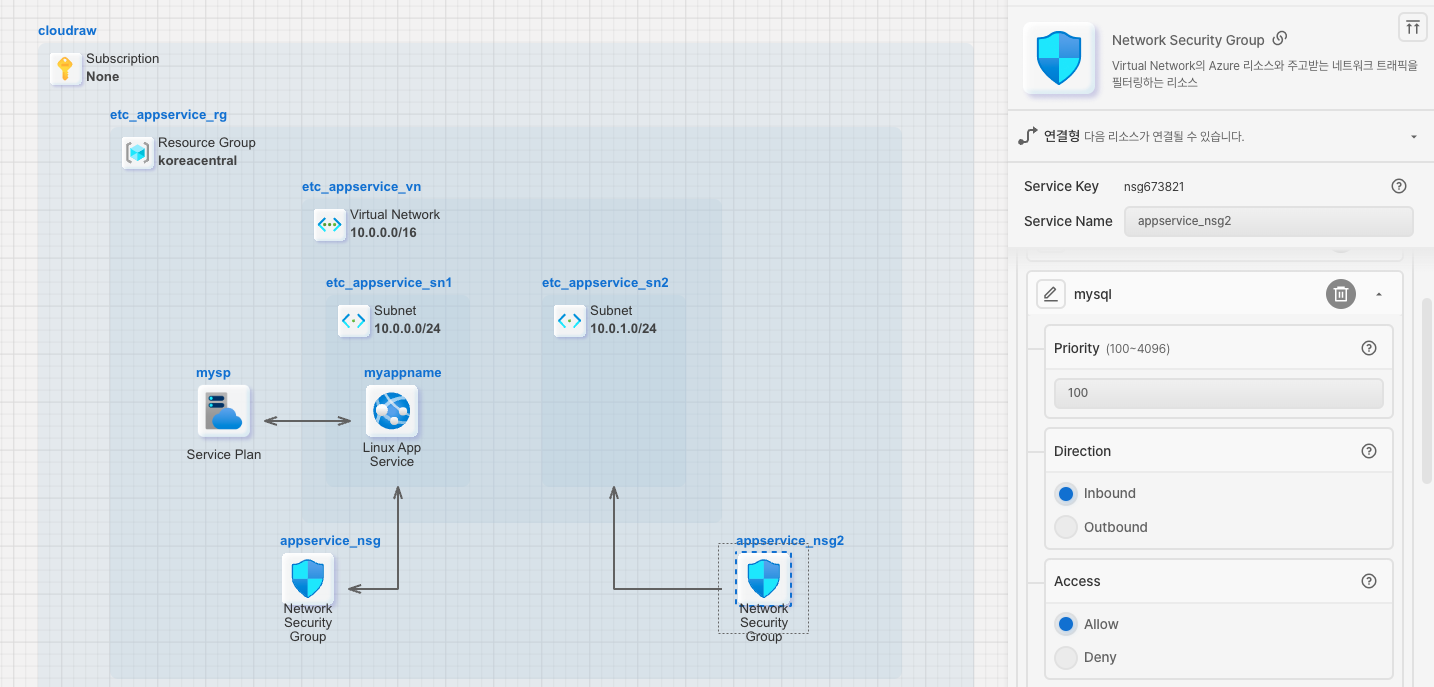 cloudraw
Subscription
None
etc_appservice_rg
Resource Group
koreacentral
etc_appservice_vn
Virtual Network
10.0.0.0/16
etc_appservice_sn1
Subnet
10.0.0.0/24
etc_appservice_sn2
Subnet
10.0.1.0/24
mysp
Service Plan
myappname
Linux App
Service
appservice_nsg
Network
Security
Group
appservice_nsg2
Network
Security
Group
Network Security Group
Virtual Network의 Azure 리소스와 주고받는 네트워크 트래픽을
필터링하는 리소스
연결형 다음 리소스가 연결될 수 있습니다.
Service Key nsg673821
Service Name appservice_nsg2
mysql
Priority (100~4096)
100
Direction
Inbound
Outbound
Access
Allow
Deny